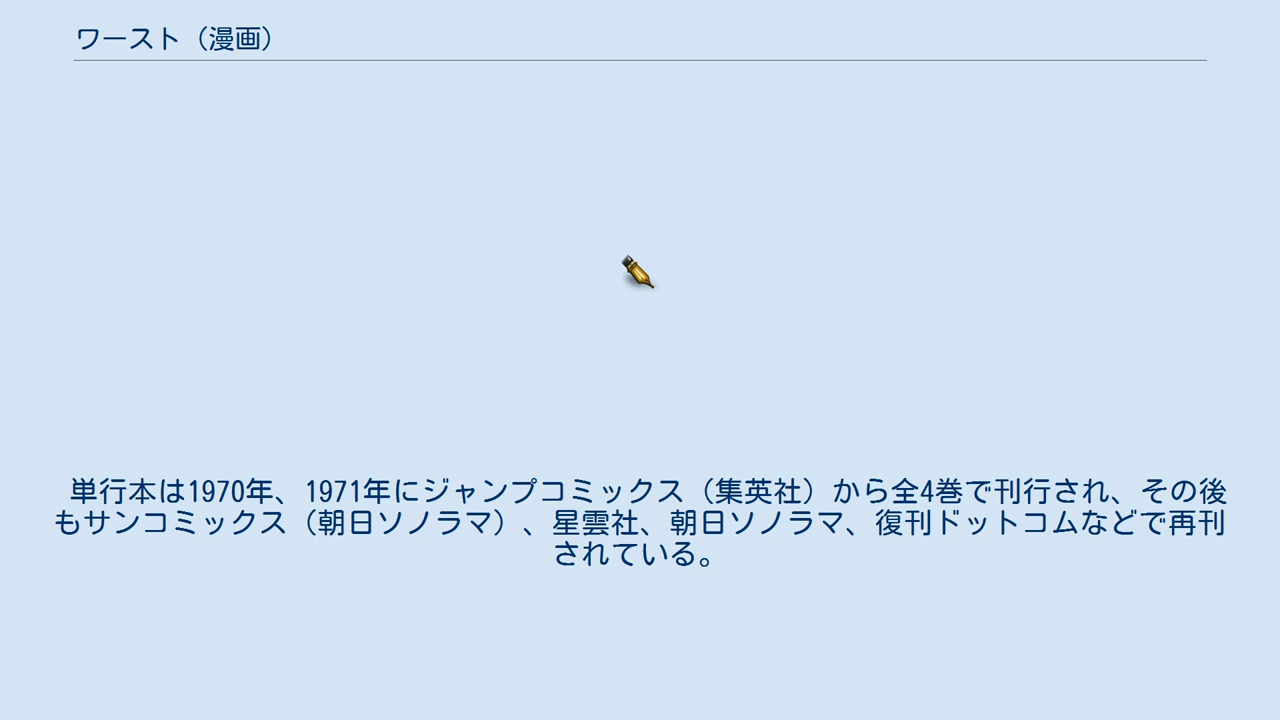 ワースト（漫画）
単行本は1970年、1971年にジャンプコミックス（集英社）から全4巻で刊行され、その後
もサンコミックス（朝日ソノラマ）、星雲社、朝日ソノラマ、復刊ドットコムなどで再刊
されている。